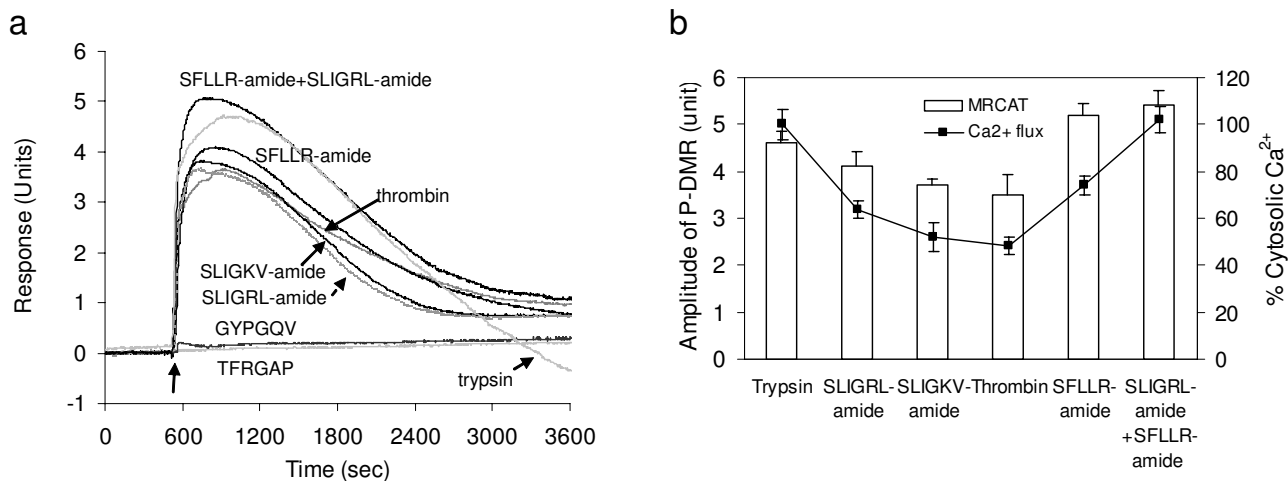 a
Response (Units)
6
5
4
3
2
1
0
-1
SFLLR-amide+SLIGRL-amide
SFLLR-amide
thrombin
SLIGKV-amide
SLIGRL-amide
GYPGQV
TFRGAP
trypsin
0 600 1200 1800 2400 3000 3600
Time (sec)
b
Amplitude of P-DMR (unit)
6
5
4
3
2
1
0
MRCAT
Ca2+ flux
120
100
80
60
40
20
0
% Cytosolic Ca²⁺
Trypsin
SLIGRL-
amide
SLIGKV-
amide
Thrombin
SFLLR-
amide
SLIGRL-
amide
+SFLLR-
amide